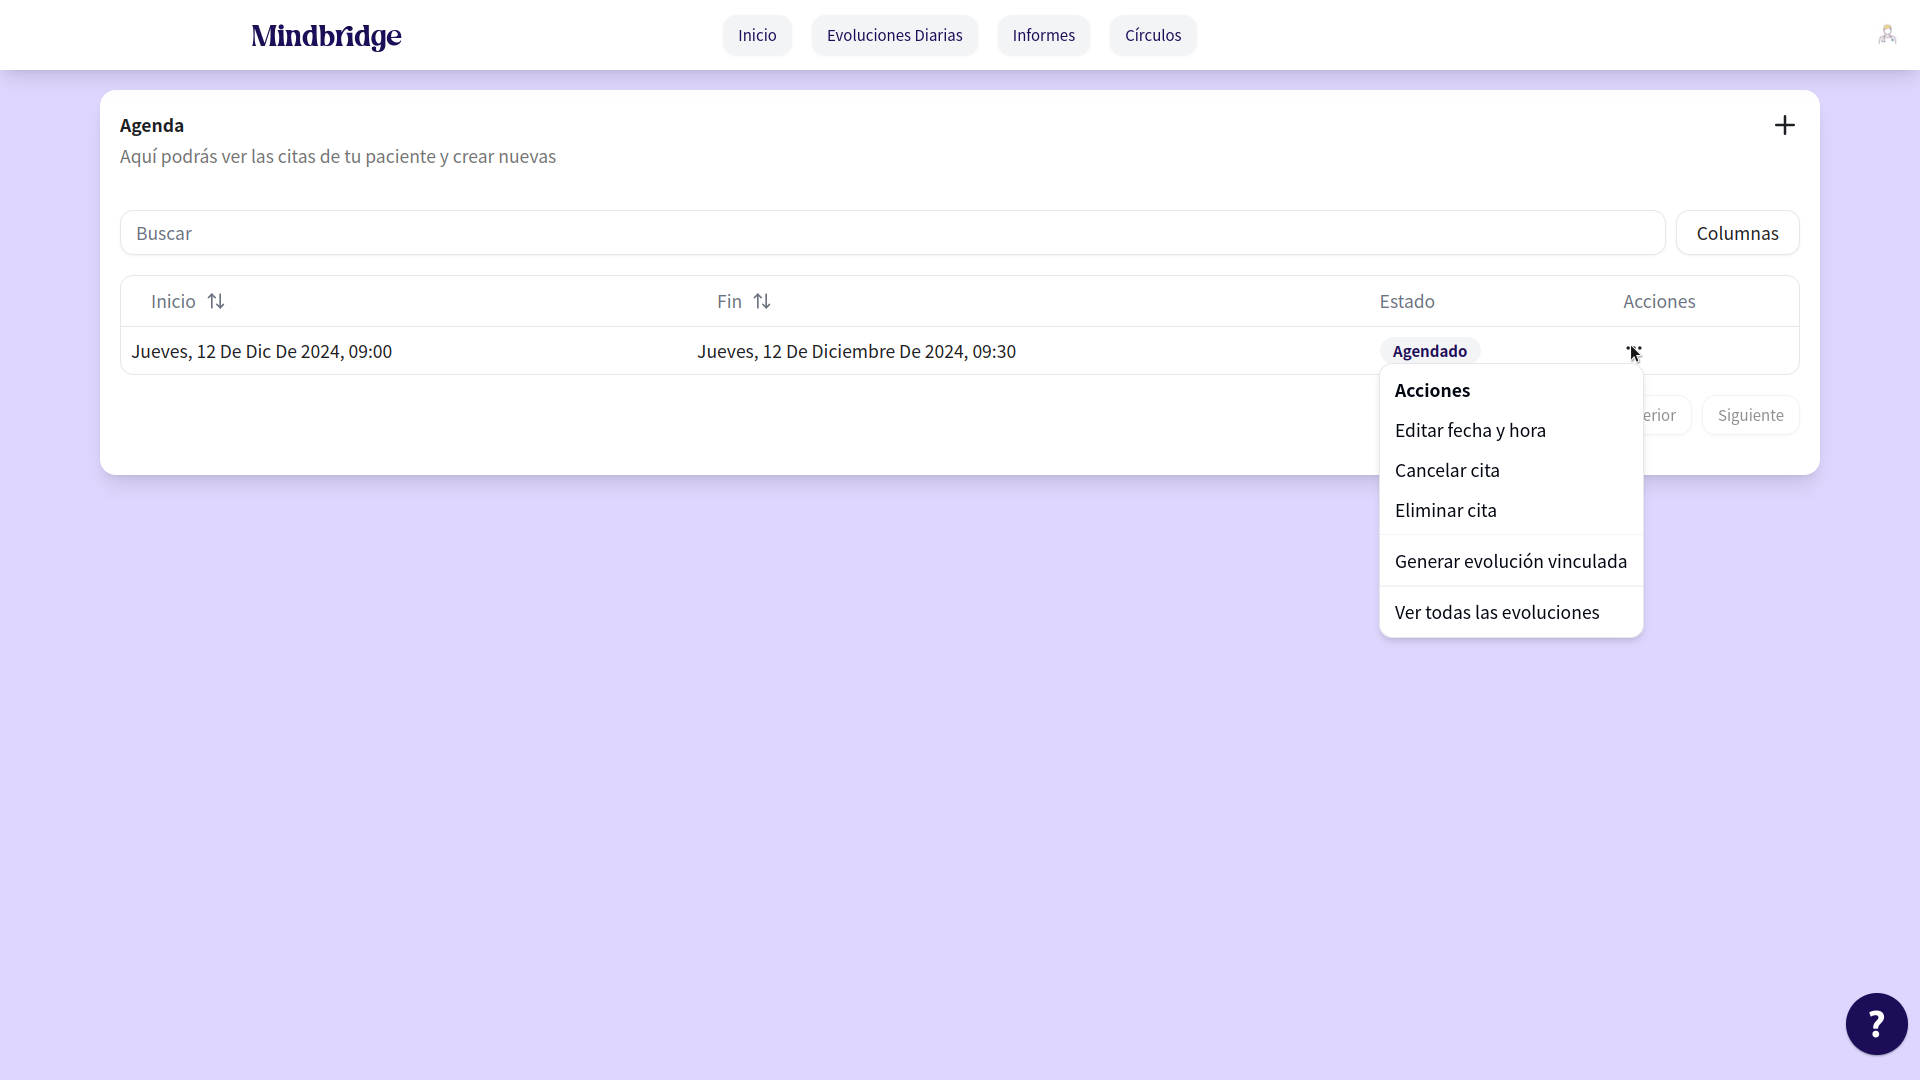 Mindbridge
Inicio
Evoluciones Diarias
Informes
Círculos
Agenda
Aquí podrás ver las citas de tu paciente y crear nuevas
Buscar
Columnas
Inicio
Fin
Estado
Acciones
Jueves, 12 De Dic De 2024, 09:00
Jueves, 12 De Diciembre De 2024, 09:30
Agendado
Acciones
Editar fecha y hora
Cancelar cita
Eliminar cita
Generar evolución vinculada
Ver todas las evoluciones
erior
Siguiente
?